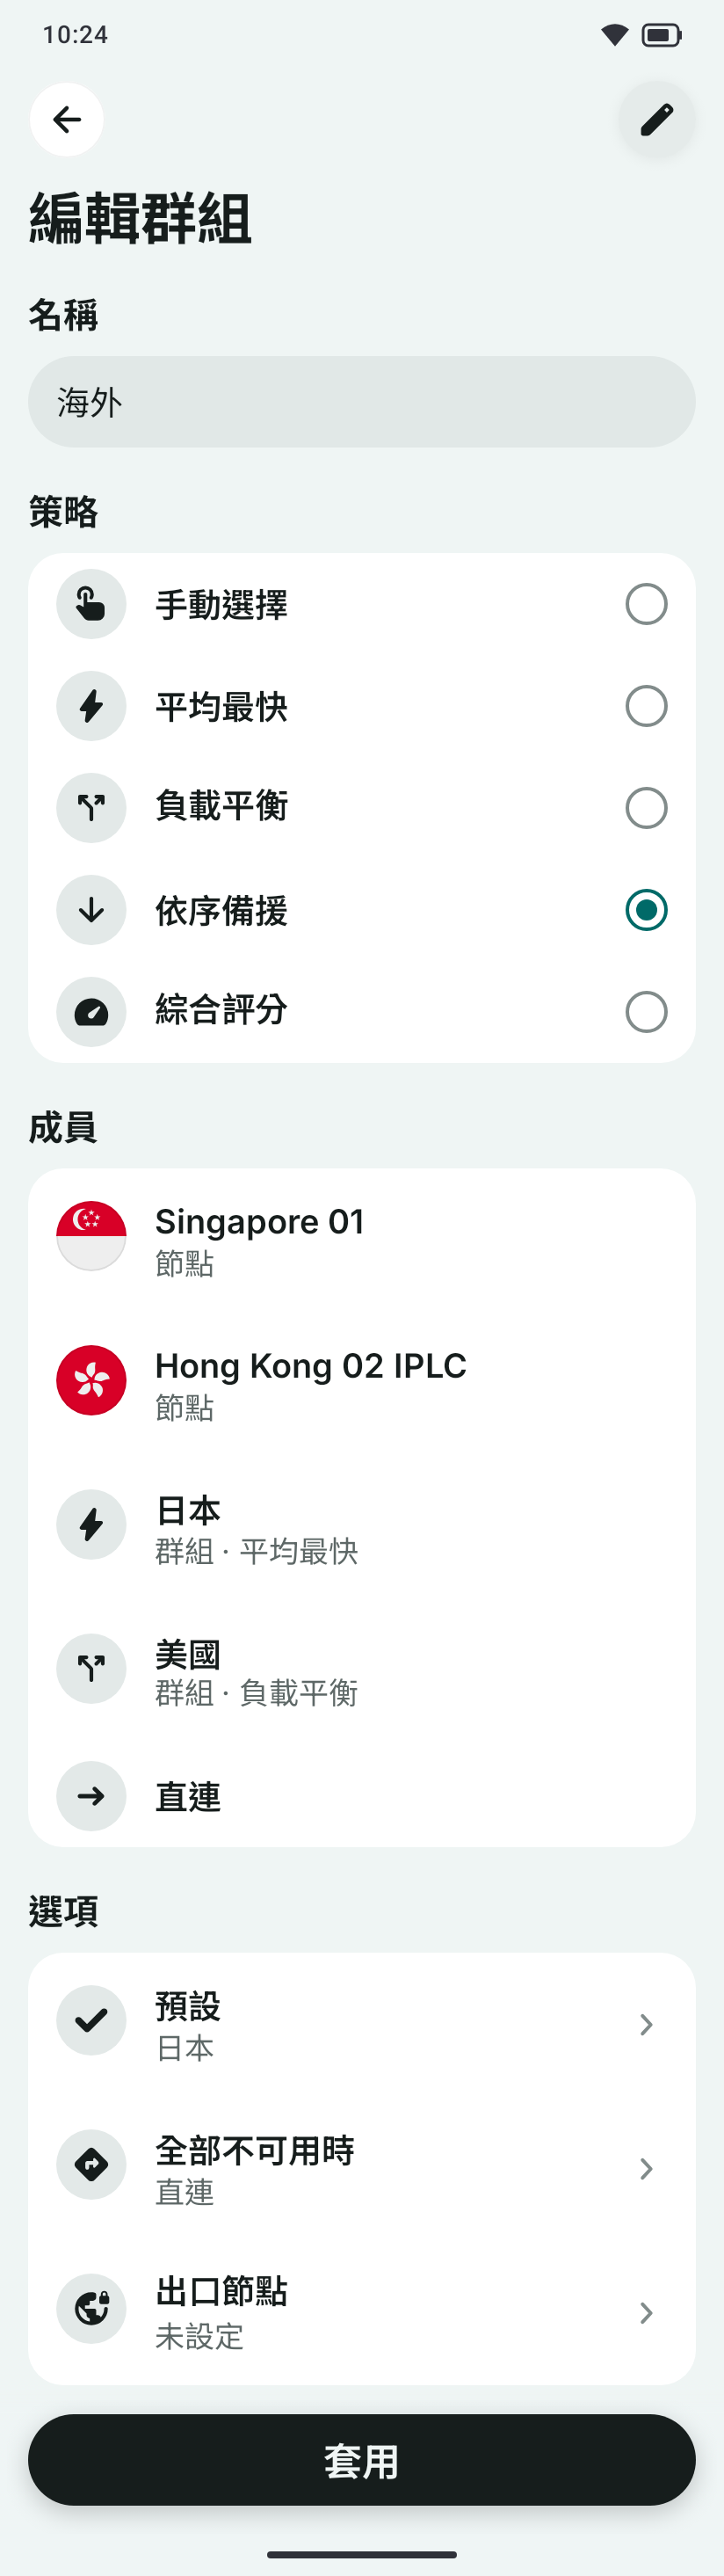 10:24
編輯群組
名稱
海外
策略
手動選擇
平均最快
負載平衡
依序備援
綜合評分
成員
Singapore 01
節點
Hong Kong 02 IPLC
節點
日本
群組 · 平均最快
美國
群組 · 負載平衡
直連
選項
預設
日本
全部不可用時
直連
出口節點
未設定
套用